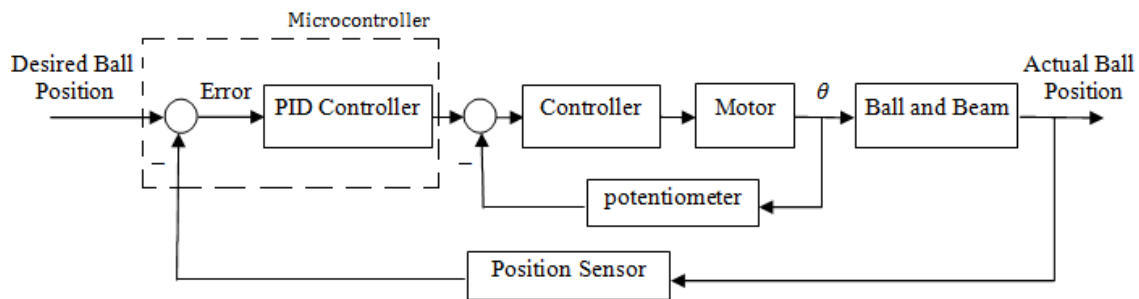 Microcontroller
Desired Ball
Position
Error
PID Controller
Controller
Motor
θ
Ball and Beam
Actual Ball
Position
−
−
potentiometer
Position Sensor